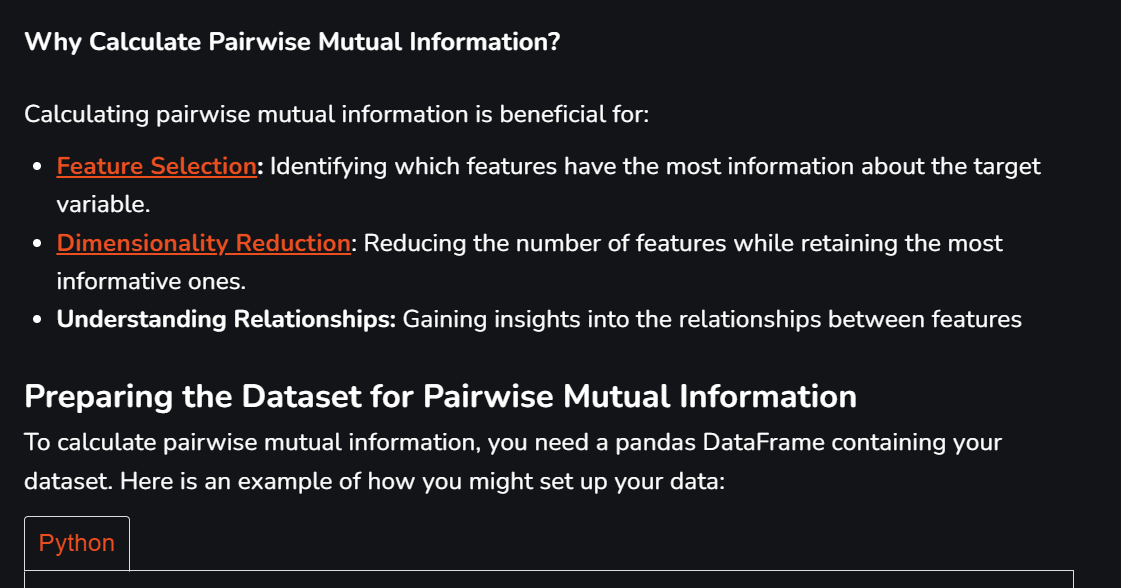 Why Calculate Pairwise Mutual Information?
Calculating pairwise mutual information is beneficial for:
Feature Selection: Identifying which features have the most information about the target
variable.
Dimensionality Reduction: Reducing the number of features while retaining the most
informative ones.
Understanding Relationships: Gaining insights into the relationships between features
Preparing the Dataset for Pairwise Mutual Information
To calculate pairwise mutual information, you need a pandas DataFrame containing your
dataset. Here is an example of how you might set up your data:
Python